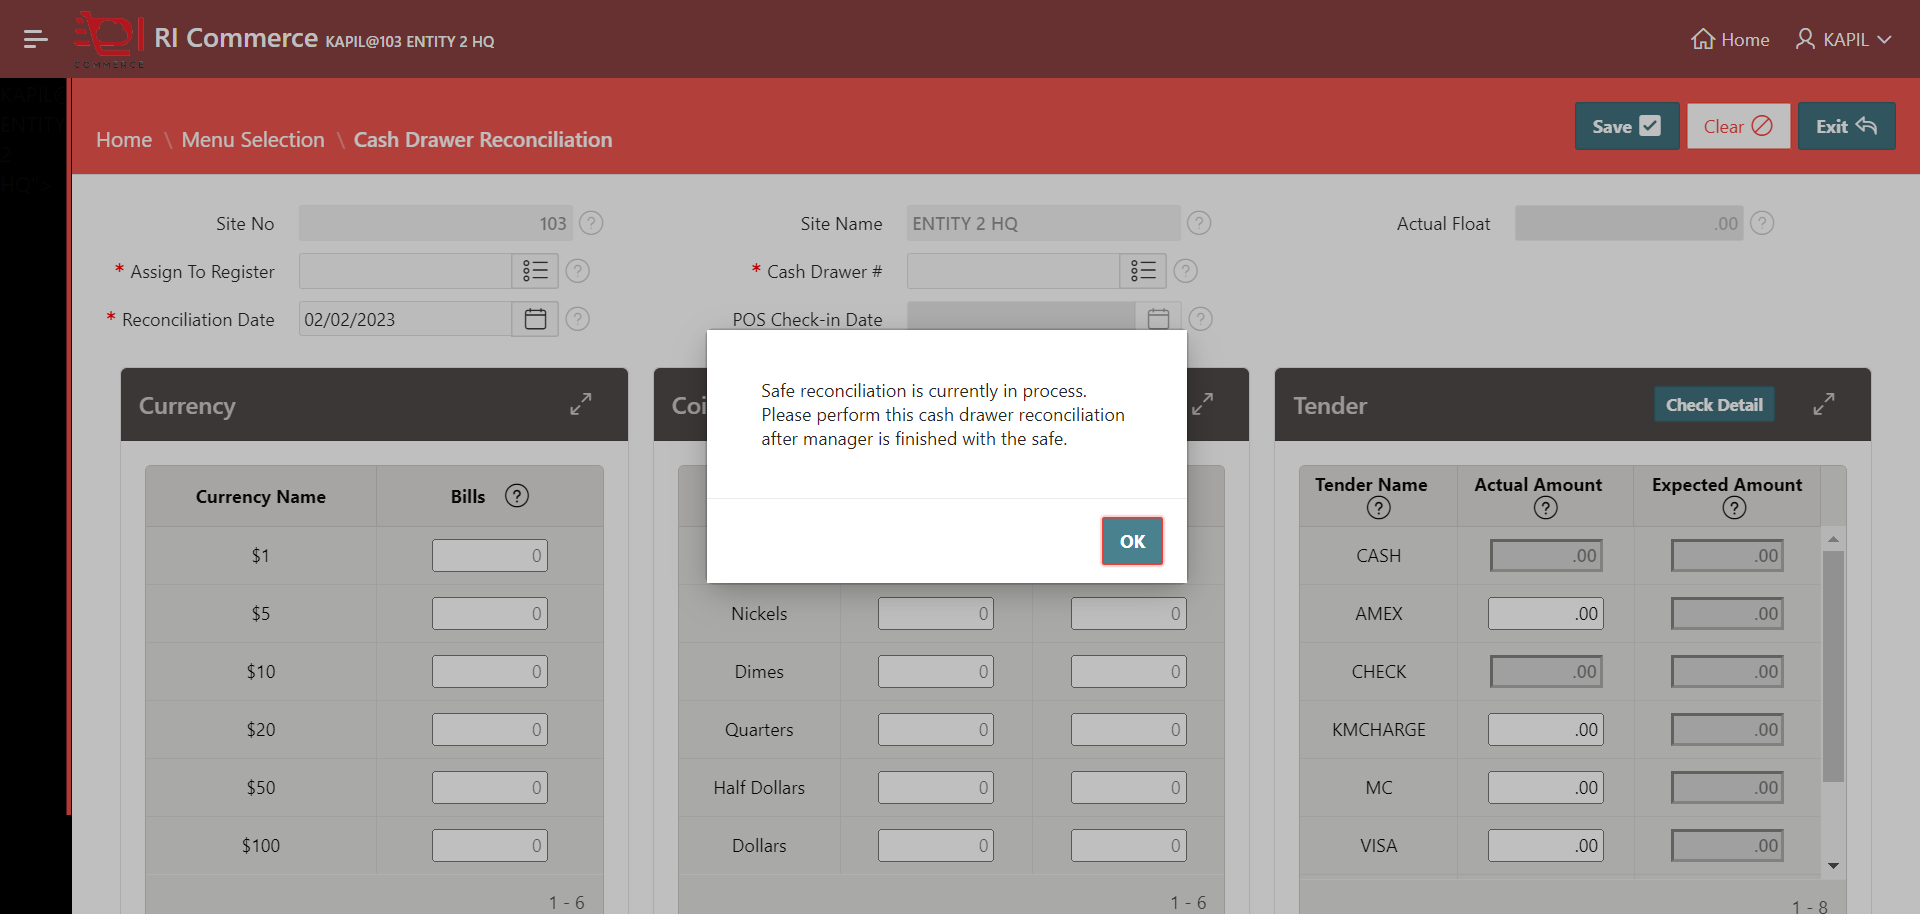 COMMERCE
RI Commerce KAPIL@103 ENTITY 2 HQ
Home
KAPIL
KAPIL@
ENTITY
2
HQ">
Home \ Menu Selection \ Cash Drawer Reconciliation
Save
Clear
Exit
Site No 103 ?
Site Name ENTITY 2 HQ ?
Actual Float .00 ?
* Assign To Register ?
* Cash Drawer # ?
* Reconciliation Date 02/02/2023 ?
POS Check-in Date ?
Safe reconciliation is currently in process.
Please perform this cash drawer reconciliation
after manager is finished with the safe.
OK
Currency
Currency Name Bills ?
$1 0
$5 0
$10 0
$20 0
$50 0
$100 0
1 - 6
Coi
Nickels 0 0
Dimes 0 0
Quarters 0 0
Half Dollars 0 0
Dollars 0 0
1 - 6
Tender Check Detail
Tender Name ? Actual Amount ? Expected Amount ?
CASH .00 .00
AMEX .00 .00
CHECK .00 .00
KMCHARGE .00 .00
MC .00 .00
VISA .00 .00
1 - 8